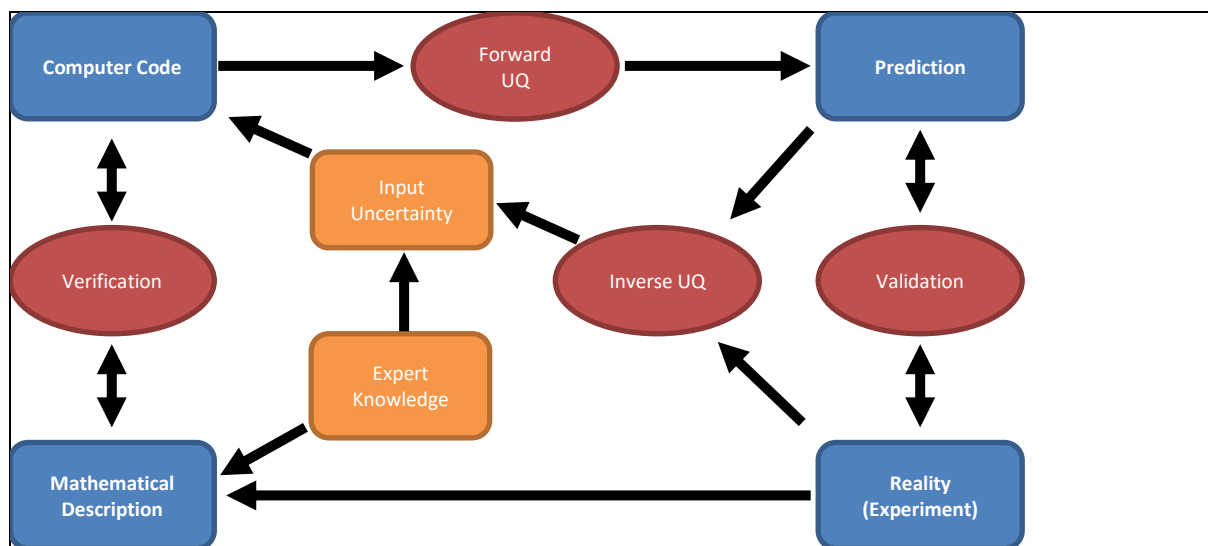 Computer Code
Forward
UQ
Prediction
Input
Uncertainty
Verification
Inverse UQ
Validation
Expert
Knowledge
Mathematical
Description
Reality
(Experiment)